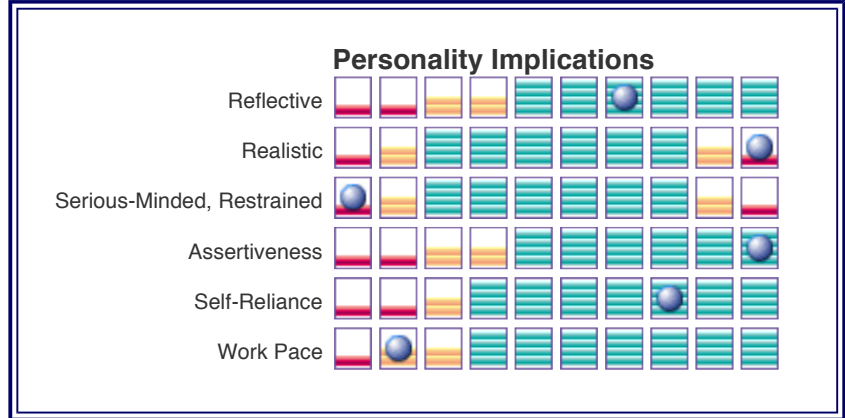 Personality Implications
Reflective
Realistic
Serious-Minded, Restrained
Assertiveness
Self-Reliance
Work Pace